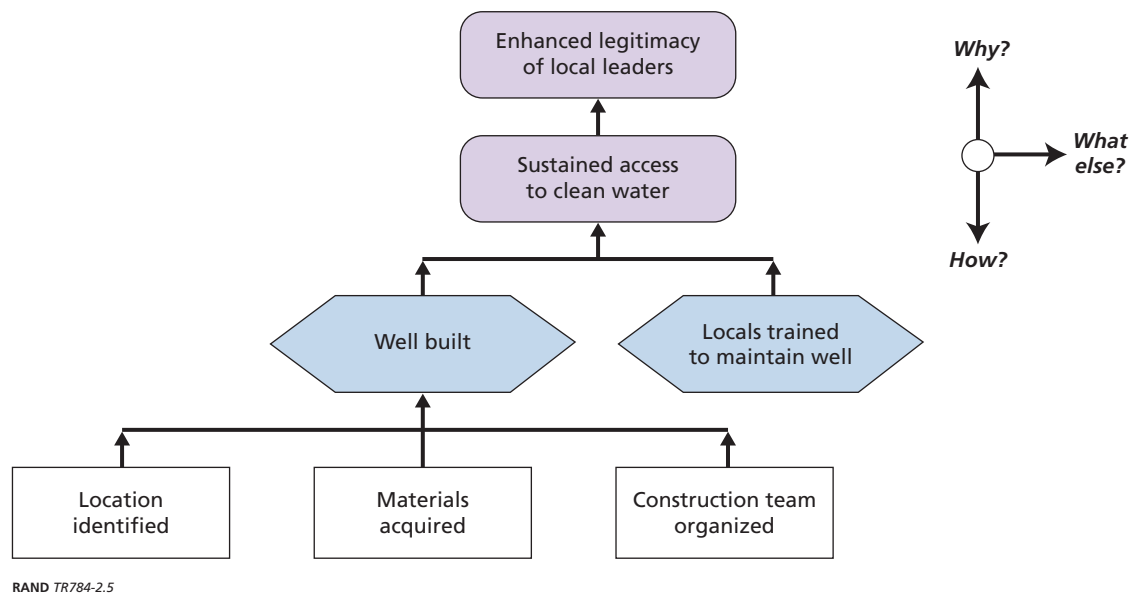 Enhanced legitimacy
of local leaders
Why?
What
else?
Sustained access
to clean water
How?
Well built
Locals trained
to maintain well
Location
identified
Materials
acquired
Construction team
organized
RAND TR784-2.5